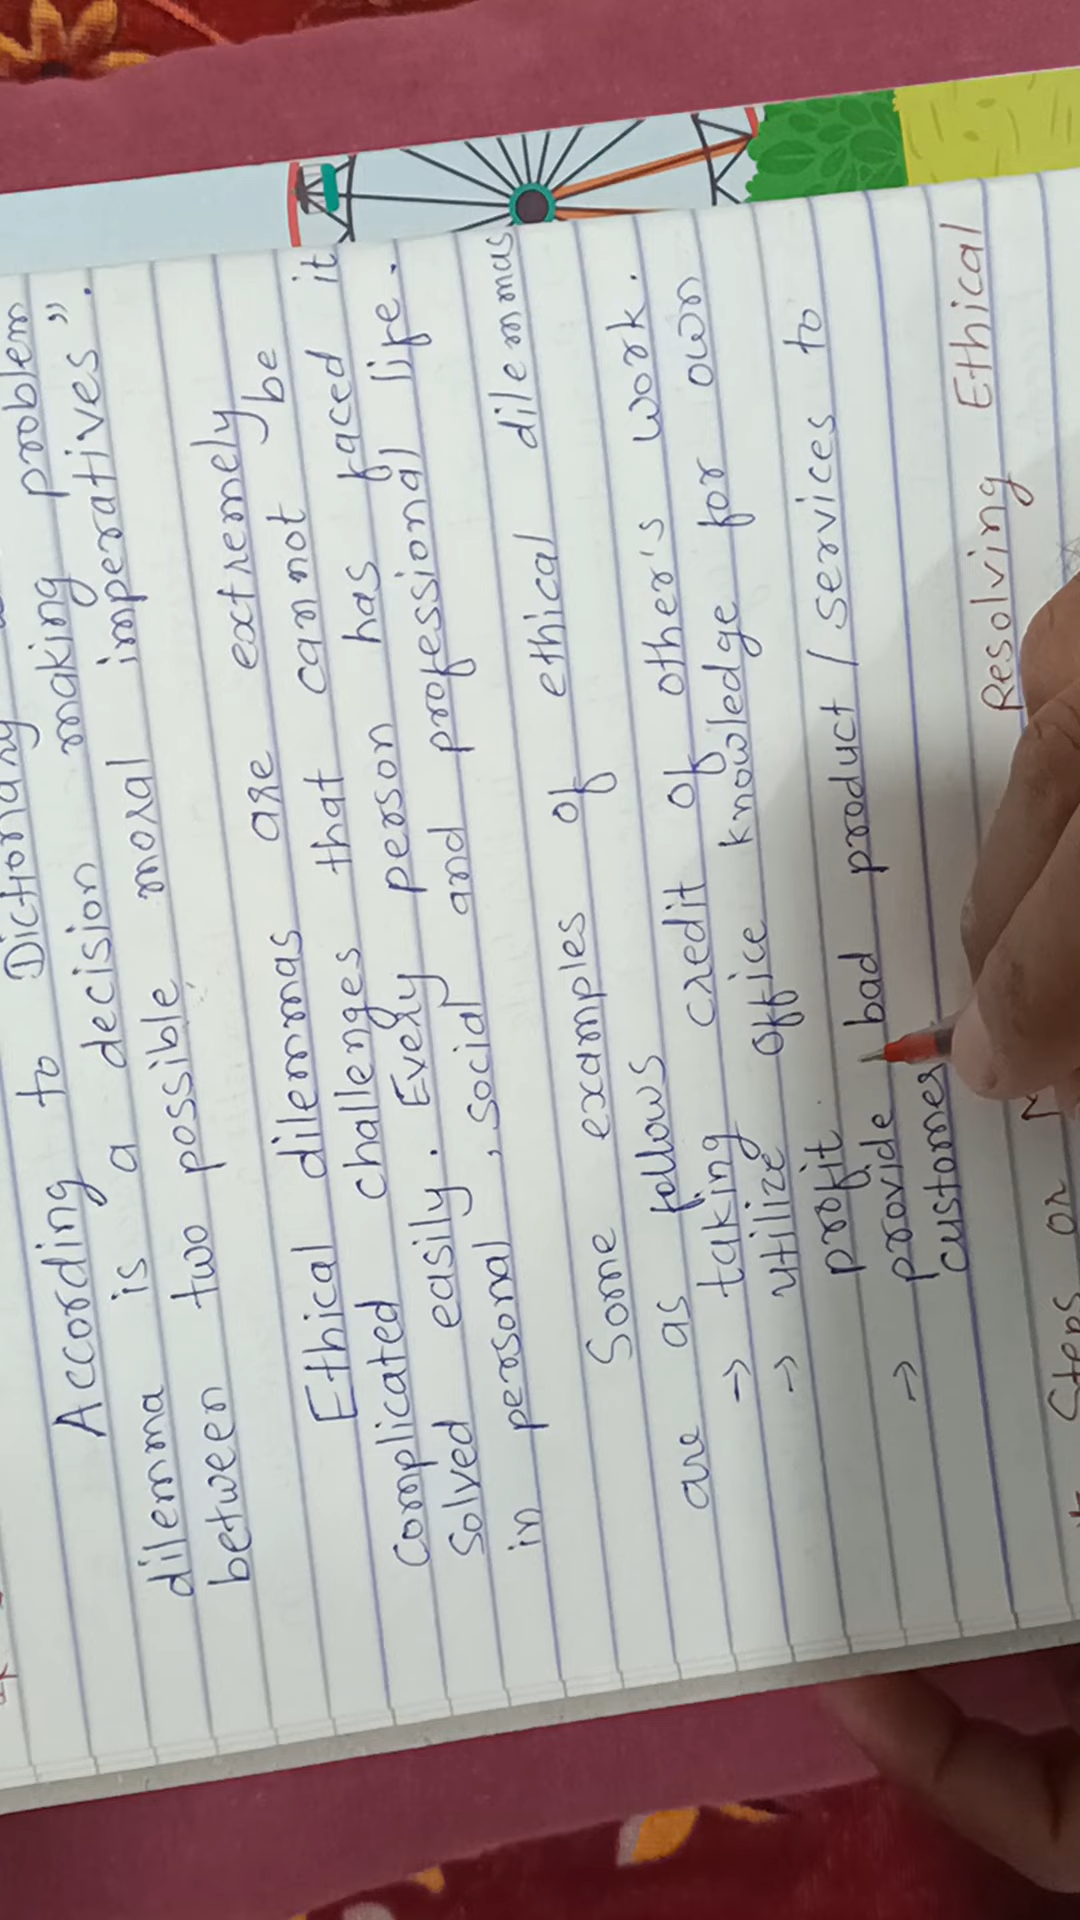 According to Dictionary
dilemma is a decision making problem
between two possible moral imperatives”.
Ethical dilemmas are extremely
Complicated challenges that cannot be
Solved easily. Every person has faced it
in personal, social and professional life.
Some examples of ethical dilemmas
are as follows
→ taking credit of other's work.
→ utilize office knowledge for own
profit.
→ provide bad product / services to
customer
Steps or Resolving Ethical